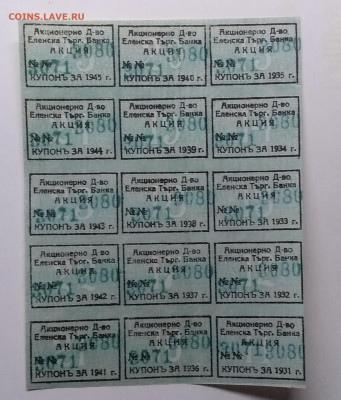 COINS.LAVE.RU
Акционерно Д-во
Еленска Търг. Банка
АКЦИЯ
№ №
КУПОНЪ ЗА 1945 г.
Акционерно Д-во
Еленска Търг. Банка
АКЦИЯ
№ №
КУПОНЪ ЗА 1940 г.
Акционерно Д-во
Еленска Търг. Банка
АКЦИЯ
№ №
КУПОНЪ ЗА 1935 г.
Акционерно Д-во
Еленска Търг. Банка
АКЦИЯ
№ №
КУПОНЪ ЗА 1944 г.
Акционерно Д-во
Еленска Търг. Банка
АКЦИЯ
№ №
КУПОНЪ ЗА 1939 г.
Акционерно Д-во
Еленска Търг. Банка
АКЦИЯ
№ №
КУПОНЪ ЗА 1934 г.
Акционерно Д-во
Еленска Търг. Банка
АКЦИЯ
№ №
КУПОНЪ ЗА 1943 г.
Акционерно Д-во
Еленска Търг. Банка
АКЦИЯ
№ №
КУПОНЪ ЗА 1938 г.
Акционерно Д-во
Еленска Търг. Банка
АКЦИЯ
№ №
КУПОНЪ ЗА 1933 г.
Акционерно Д-во
Еленска Търг. Банка
АКЦИЯ
№ №
КУПОНЪ ЗА 1942 г.
Акционерно Д-во
Еленска Търг. Банка
АКЦИЯ
№ №
КУПОНЪ ЗА 1937 г.
Акционерно Д-во
Еленска Търг. Банка
АКЦИЯ
№ №
КУПОНЪ ЗА 1932 г.
Акционерно Д-во
Еленска Търг. Банка
АКЦИЯ
№ №
КУПОНЪ ЗА 1941 г.
Акционерно Д-во
Еленска Търг. Банка
АКЦИЯ
№ №
КУПОНЪ ЗА 1936 г.
Акционерно Д-во
Еленска Търг. Банка
АКЦИЯ
№ №
КУПОНЪ ЗА 1931 г.